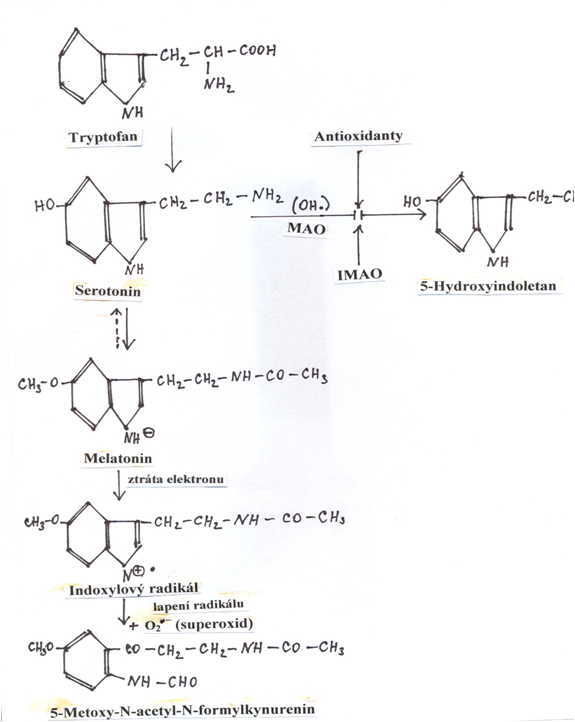 CH₂-CH-COOH
NH₂
NH
Tryptofan
Antioxidanty
HO- -CH₂-CH₂-NH₂
(OH.)
MAO
NH
Serotonin
IMAO
HO- -CH₂-
NH
5-Hydroxyindoletan
CH₃-O- -CH₂-CH₂-NH-CO-CH₃
NH⊖
Melatonin
ztráta elektronu
CH₃-O- -CH₂-CH₂-NH-CO-CH₃
N⊕•
Indoxylový radikál
lapení radikálu
+ O₂•⁻ (superoxid)
CH₃O- CO-CH₂-CH₂-NH-CO-CH₃
NH-CHO
5-Metoxy-N-acetyl-N-formylkynurenin